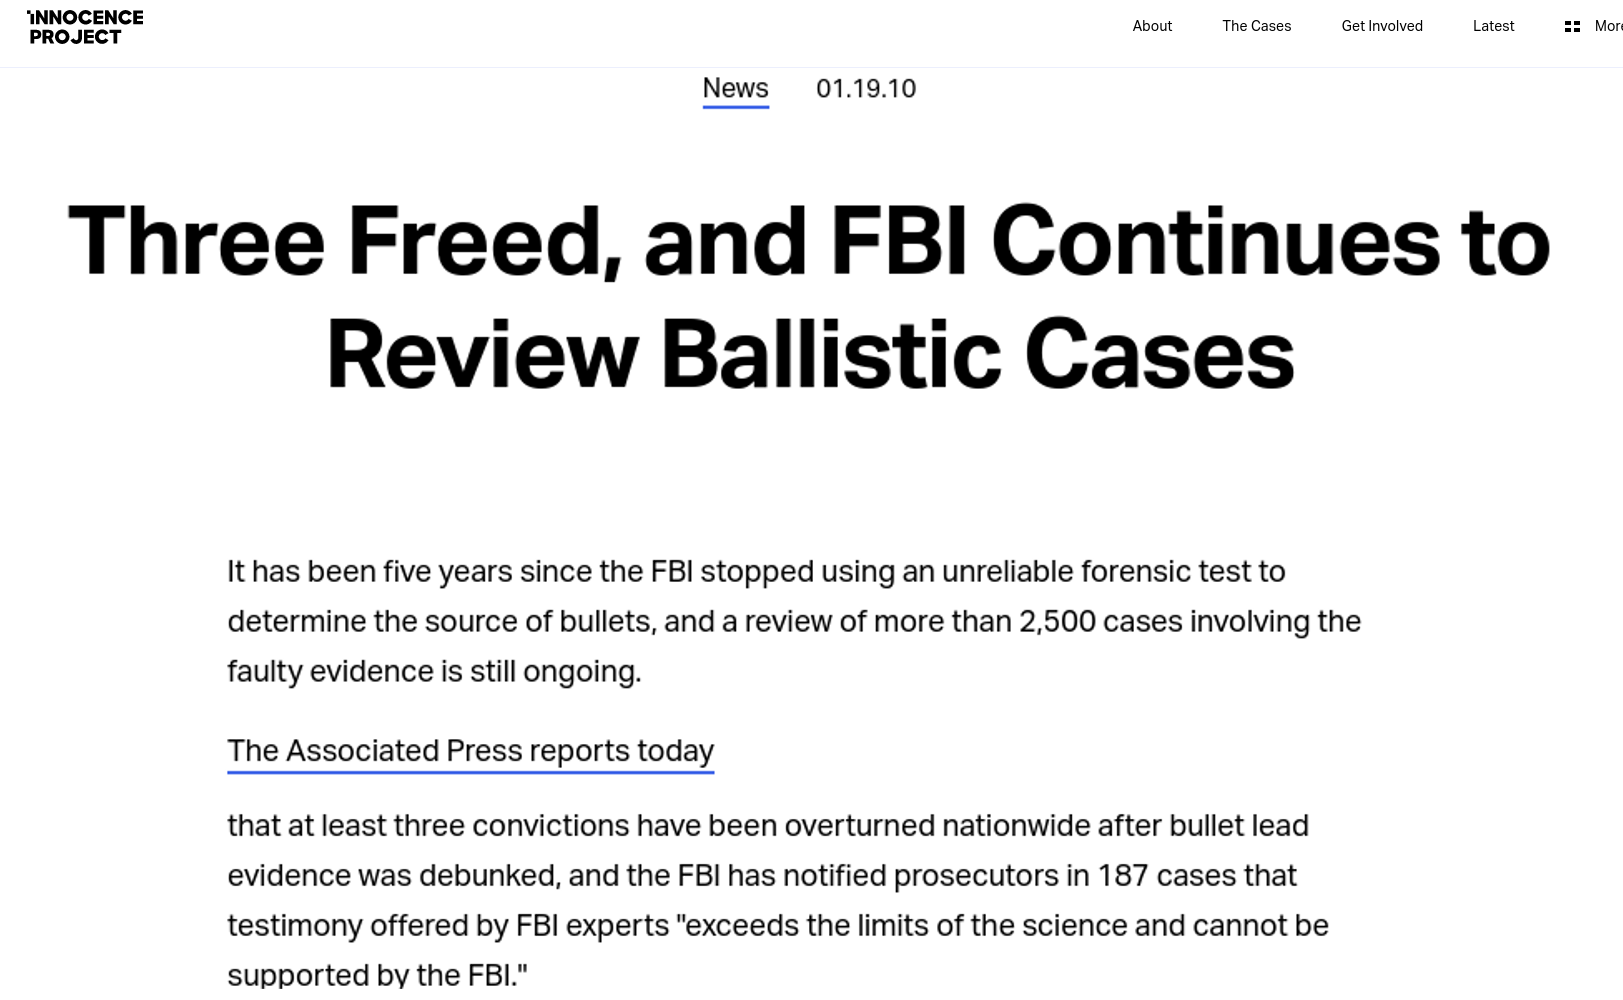 INNOCENCE
PROJECT
About The Cases Get Involved Latest More
News 01.19.10
Three Freed, and FBI Continues to
Review Ballistic Cases
It has been five years since the FBI stopped using an unreliable forensic test to
determine the source of bullets, and a review of more than 2,500 cases involving the
faulty evidence is still ongoing.
The Associated Press reports today
that at least three convictions have been overturned nationwide after bullet lead
evidence was debunked, and the FBI has notified prosecutors in 187 cases that
testimony offered by FBI experts "exceeds the limits of the science and cannot be
supported by the FBI."